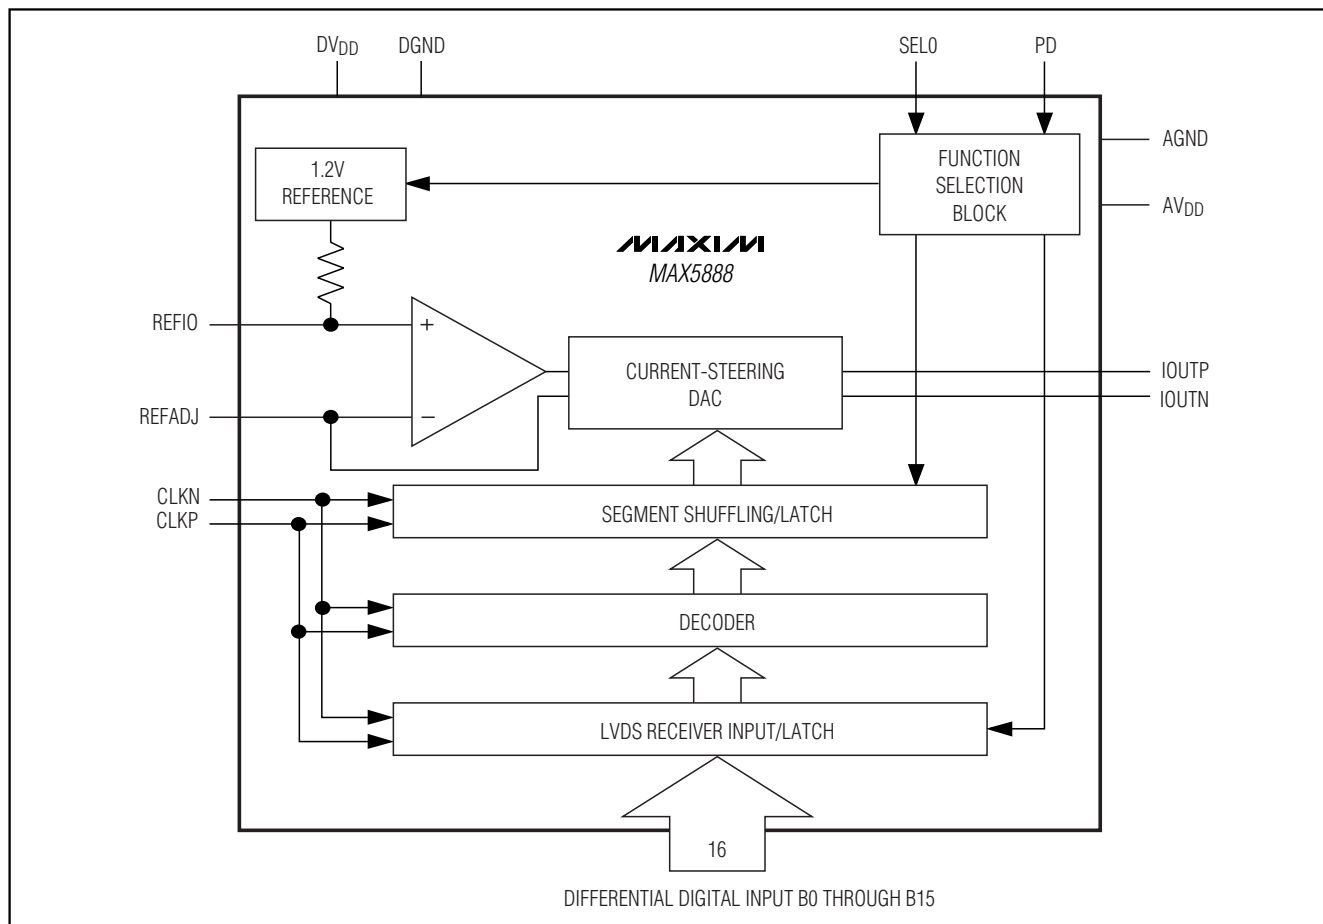 DVDD
DGND
SEL0
PD
1.2V
REFERENCE
FUNCTION
SELECTION
BLOCK
AGND
AVDD
MAXIM
MAX5888
REFIO
+
CURRENT-STEERING
DAC
IOUTP
IOUTN
REFADJ
−
CLKN
CLKP
SEGMENT SHUFFLING/LATCH
DECODER
LVDS RECEIVER INPUT/LATCH
16
DIFFERENTIAL DIGITAL INPUT B0 THROUGH B15